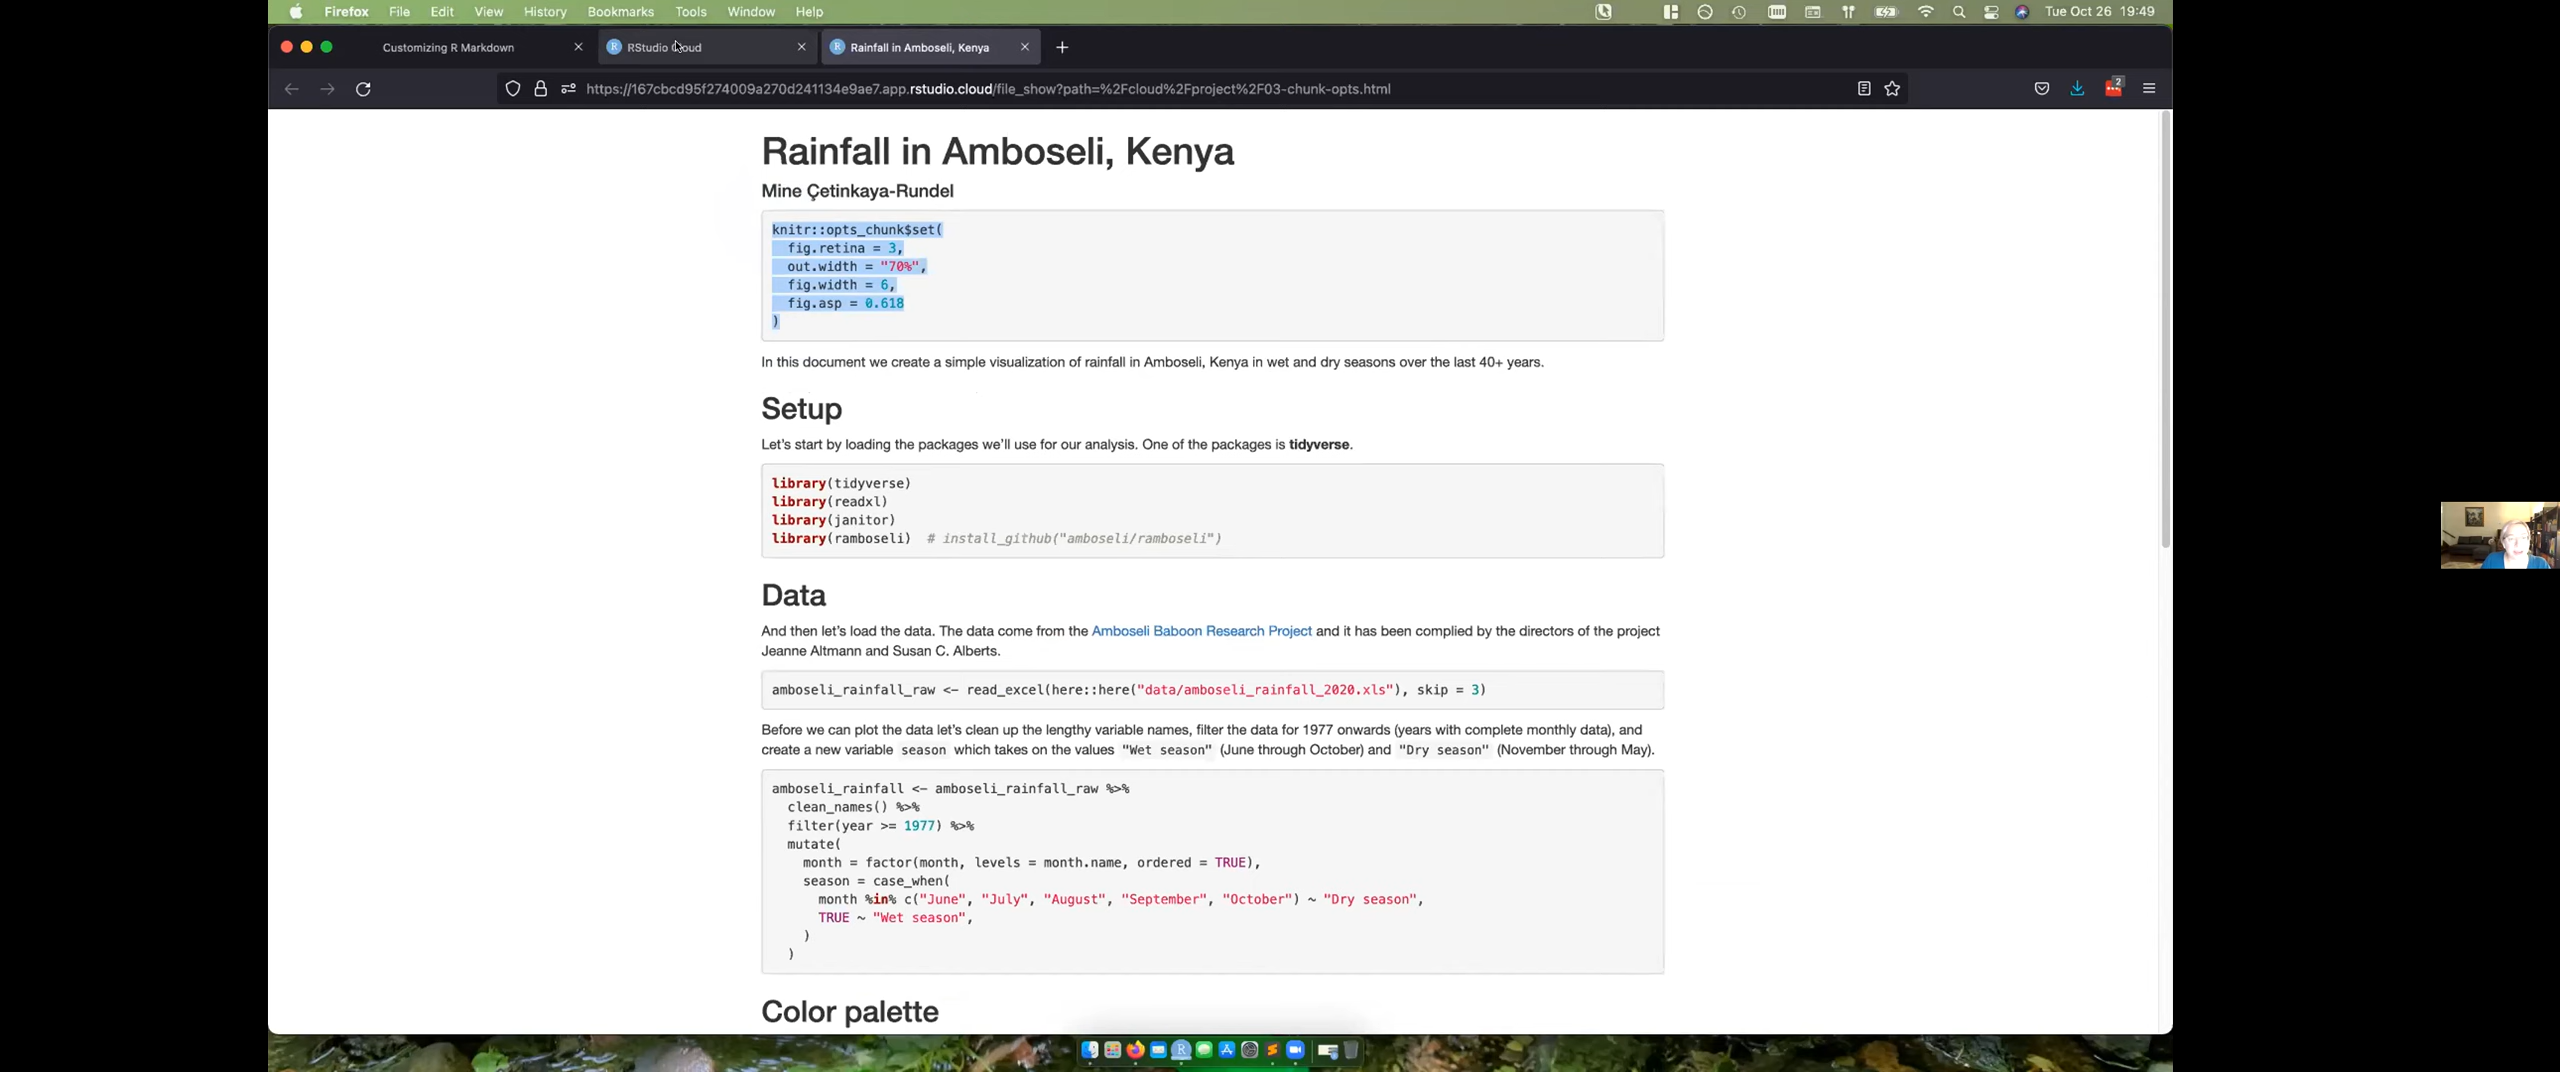 Firefox File Edit View History Bookmarks Tools Window Help Tue Oct 26 19:49
Customizing R Markdown RStudio Cloud Rainfall in Amboseli, Kenya
https://167cbcd95f274009a270d241134e9ae7.app.rstudio.cloud/file_show?path=%2Fcloud%2Fproject%2F03-chunk-opts.html 2
Rainfall in Amboseli, Kenya
Mine Çetinkaya-Rundel
knitr::opts_chunk$set(
  fig.retina = 3,
  out.width = "70%",
  fig.width = 6,
  fig.asp = 0.618
)
In this document we create a simple visualization of rainfall in Amboseli, Kenya in wet and dry seasons over the last 40+ years.
Setup
Let's start by loading the packages we'll use for our analysis. One of the packages is tidyverse.
library(tidyverse)
library(readxl)
library(janitor)
library(ramboseli)  # install_github("amboseli/ramboseli")
Data
And then let's load the data. The data come from the Amboseli Baboon Research Project and it has been complied by the directors of the project
Jeanne Altmann and Susan C. Alberts.
amboseli_rainfall_raw <- read_excel(here::here("data/amboseli_rainfall_2020.xls"), skip = 3)
Before we can plot the data let's clean up the lengthy variable names, filter the data for 1977 onwards (years with complete monthly data), and
create a new variable season which takes on the values "Wet season" (June through October) and "Dry season" (November through May).
amboseli_rainfall <- amboseli_rainfall_raw %>%
  clean_names() %>%
  filter(year >= 1977) %>%
  mutate(
    month = factor(month, levels = month.name, ordered = TRUE),
    season = case_when(
      month %in% c("June", "July", "August", "September", "October") ~ "Dry season",
      TRUE ~ "Wet season",
    )
  )
Color palette